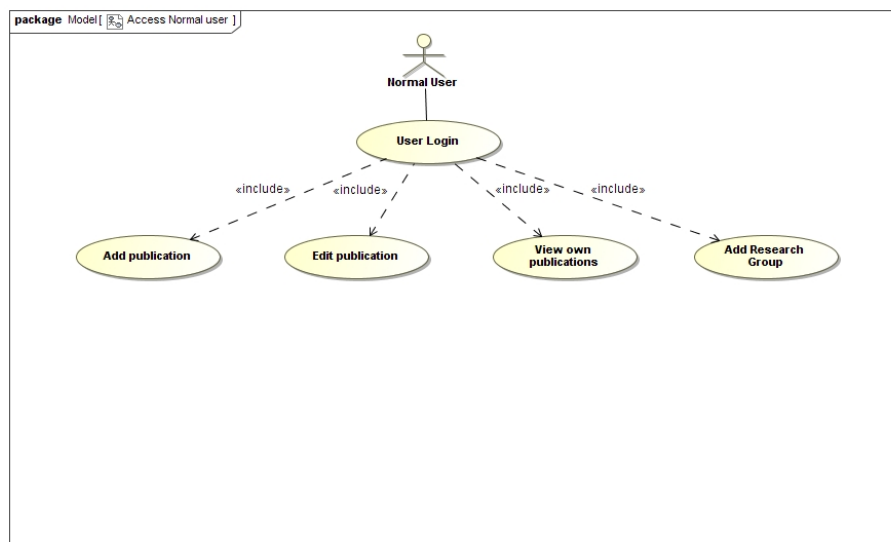 package Model [ Access Normal user ]
Normal User
User Login
«include»
«include»
«include»
«include»
Add publication
Edit publication
View own
publications
Add Research
Group